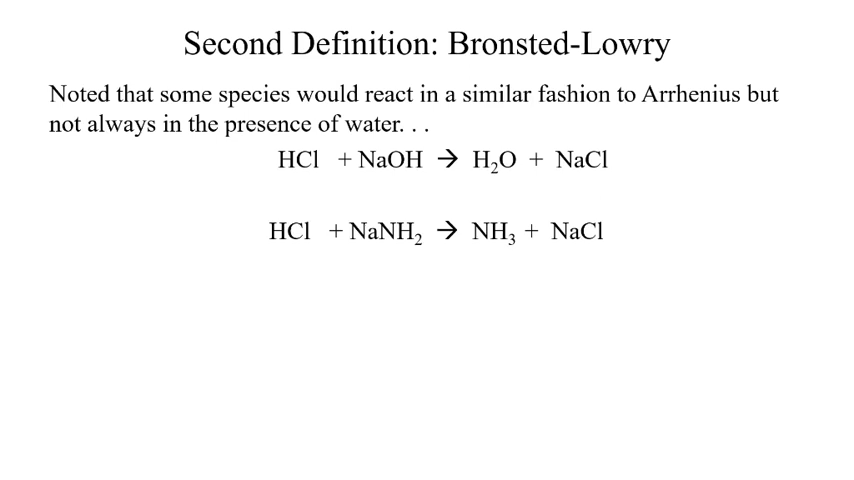 Second Definition: Bronsted-Lowry
Noted that some species would react in a similar fashion to Arrhenius but
not always in the presence of water. . .
HCl + NaOH → H₂O + NaCl
HCl + NaNH₂ → NH₃ + NaCl